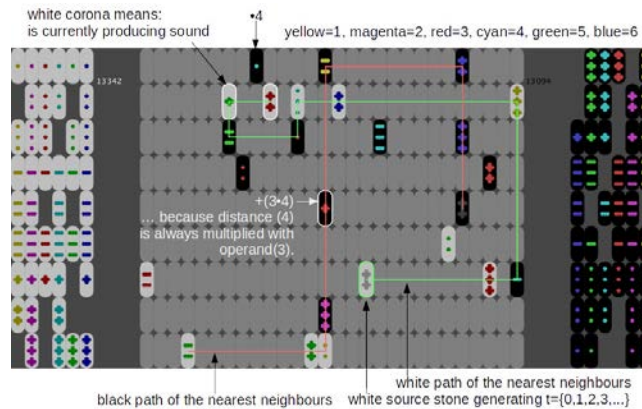 white corona means:
is currently producing sound
•4
yellow=1, magenta=2, red=3, cyan=4, green=5, blue=6
13342
13094
+(3•4)
... because distance (4)
is always multiplied with
operand(3).
black path of the nearest neighbours
white path of the nearest neighbours
white source stone generating t={0,1,2,3,...}